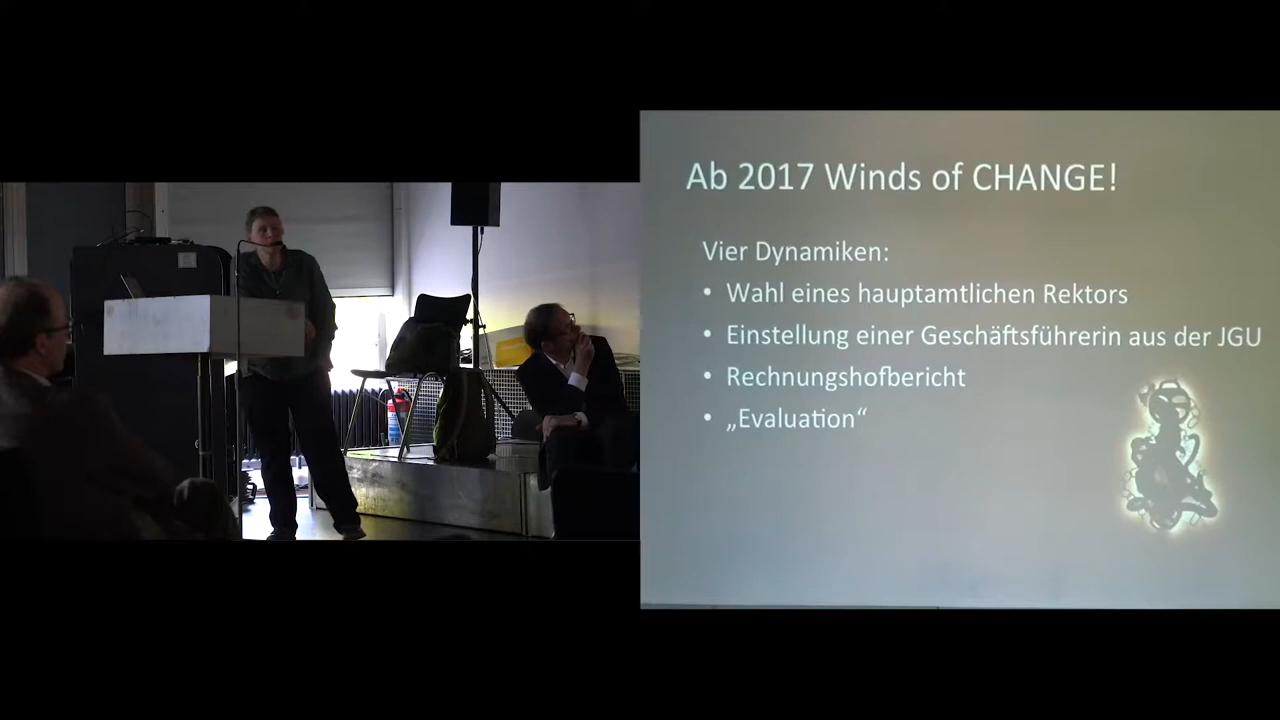 Ab 2017 Winds of CHANGE!
Vier Dynamiken:
• Wahl eines hauptamtlichen Rektors
• Einstellung einer Geschäftsführerin aus der JGU
• Rechnungshofbericht
• „Evaluation“